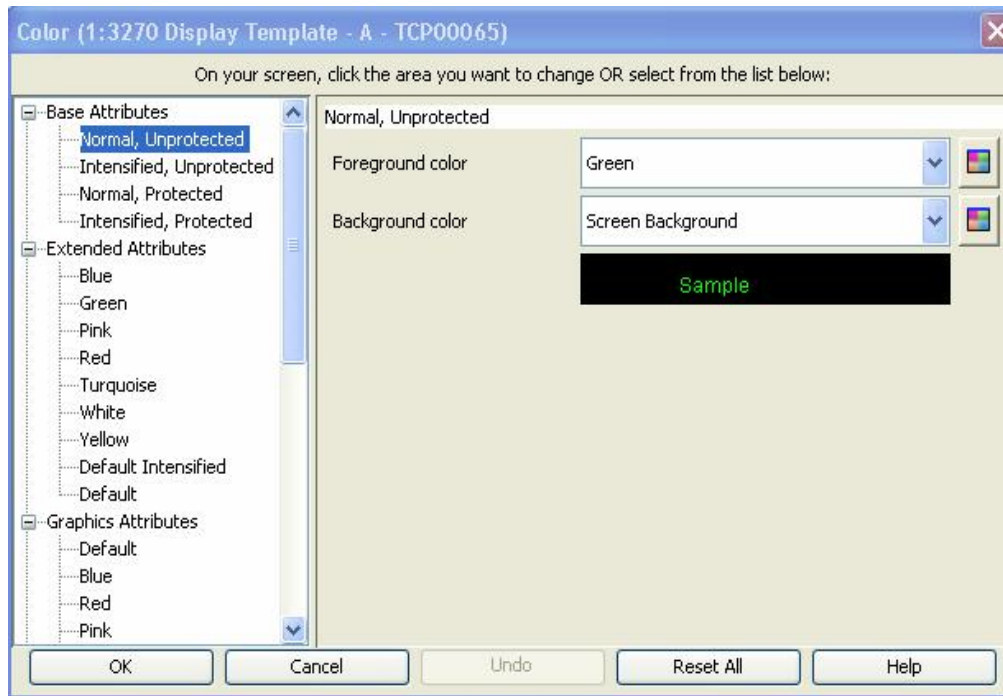 Color (1:3270 Display Template - A - TCP00065)
On your screen, click the area you want to change OR select from the list below:
Base Attributes
Normal, Unprotected
Intensified, Unprotected
Normal, Protected
Intensified, Protected
Extended Attributes
Blue
Green
Pink
Red
Turquoise
White
Yellow
Default Intensified
Default
Graphics Attributes
Default
Blue
Red
Pink
Normal, Unprotected
Foreground color
Green
Background color
Screen Background
Sample
OK
Cancel
Undo
Reset All
Help